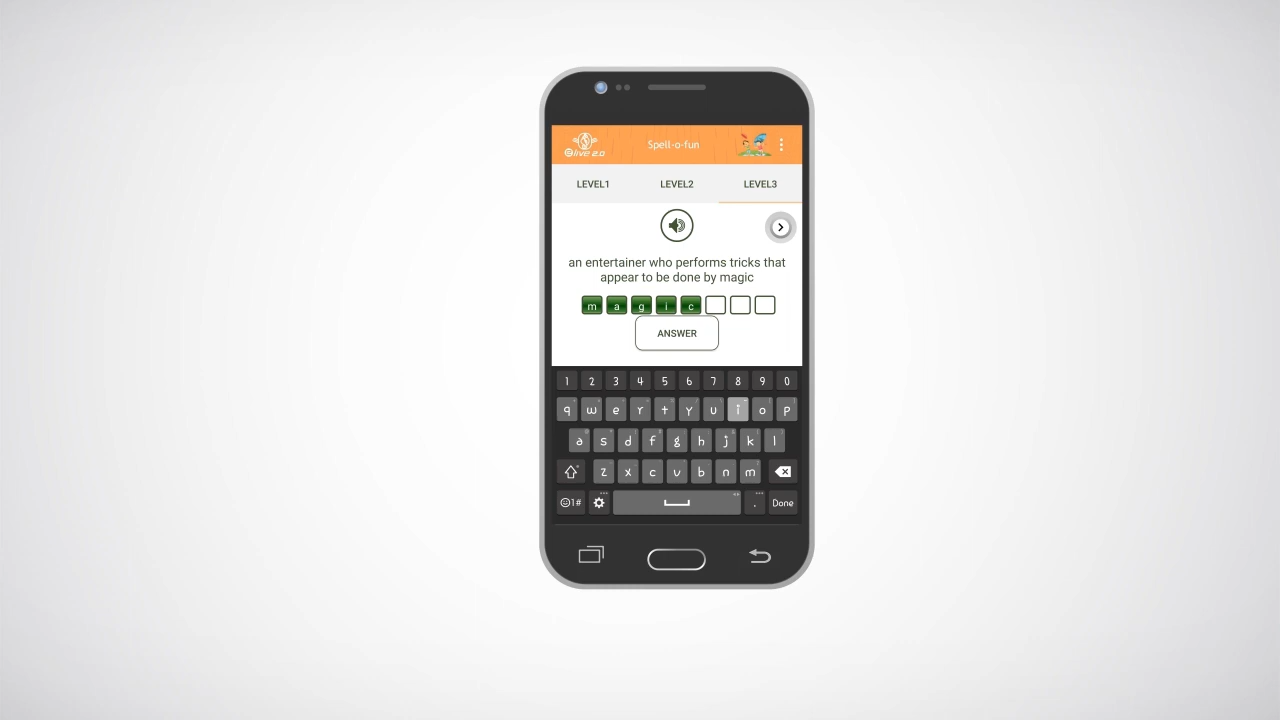 elive 2.0 Spell-o-fun
LEVEL1 LEVEL2 LEVEL3
an entertainer who performs tricks that
appear to be done by magic
m a g i c
ANSWER
1 2 3 4 5 6 7 8 9 0
q w e r t y u i o p
a s d f g h j k l
z x c v b n m
1# . Done